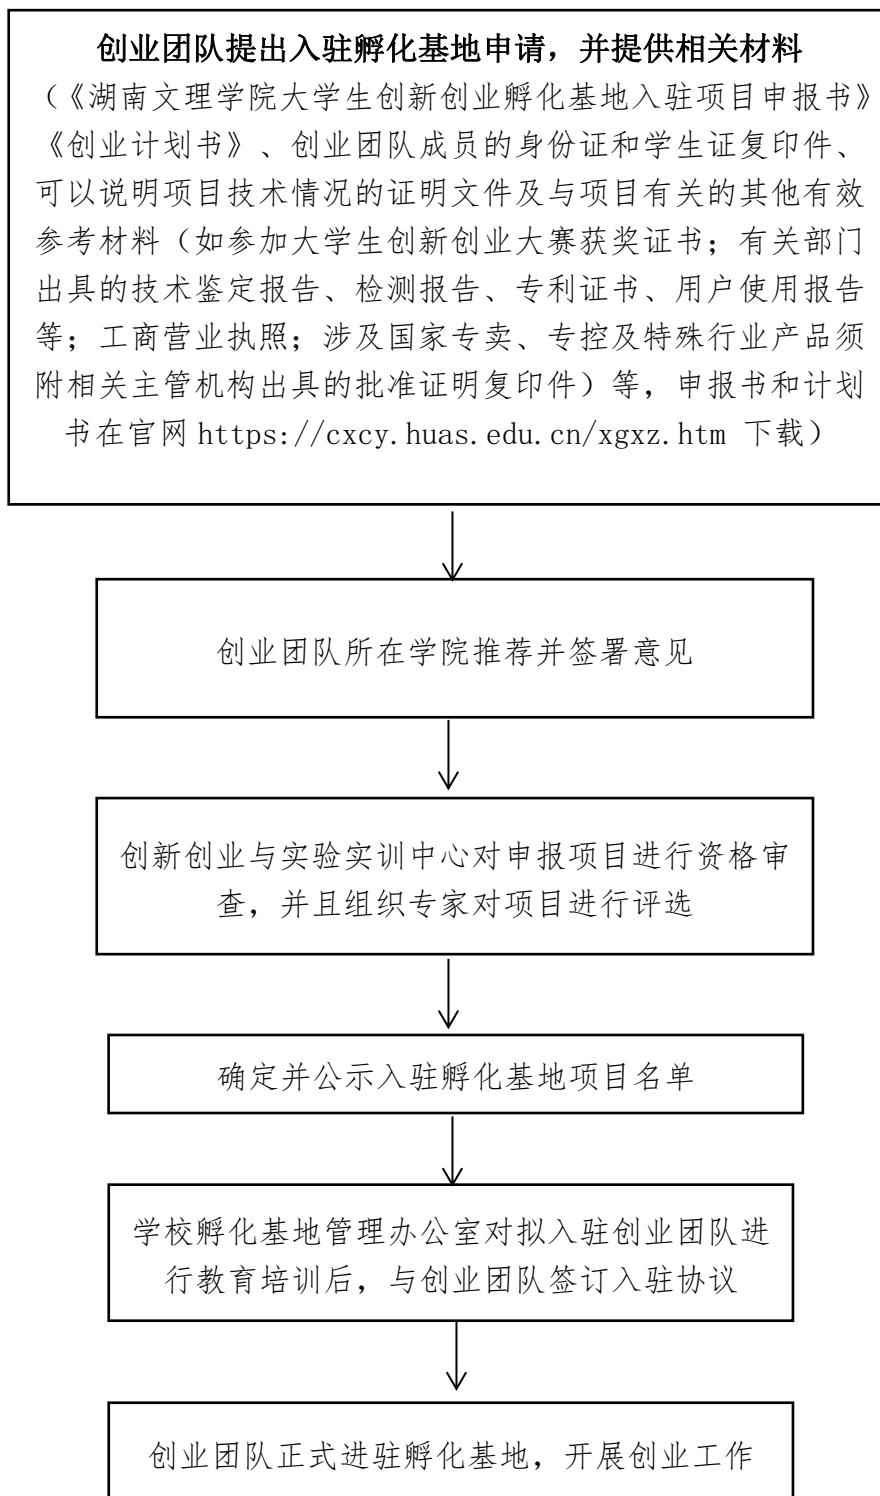 创业团队提出入驻孵化基地申请，并提供相关材料
（《湖南文理学院大学生创新创业孵化基地入驻项目申报书》
《创业计划书》、创业团队成员的身份证和学生证复印件、
可以说明项目技术情况的证明文件及与项目有关的其他有效
参考材料（如参加大学生创新创业大赛获奖证书；有关部门
出具的技术鉴定报告、检测报告、专利证书、用户使用报告
等；工商营业执照；涉及国家专卖、专控及特殊行业产品须
附相关主管机构出具的批准证明复印件）等，申报书和计划
书在官网 https://cxcy.huas.edu.cn/xgxz.htm 下载）
创业团队所在学院推荐并签署意见
创新创业与实验实训中心对申报项目进行资格审
查，并且组织专家对项目进行评选
确定并公示入驻孵化基地项目名单
学校孵化基地管理办公室对拟入驻创业团队进
行教育培训后，与创业团队签订入驻协议
创业团队正式进驻孵化基地，开展创业工作